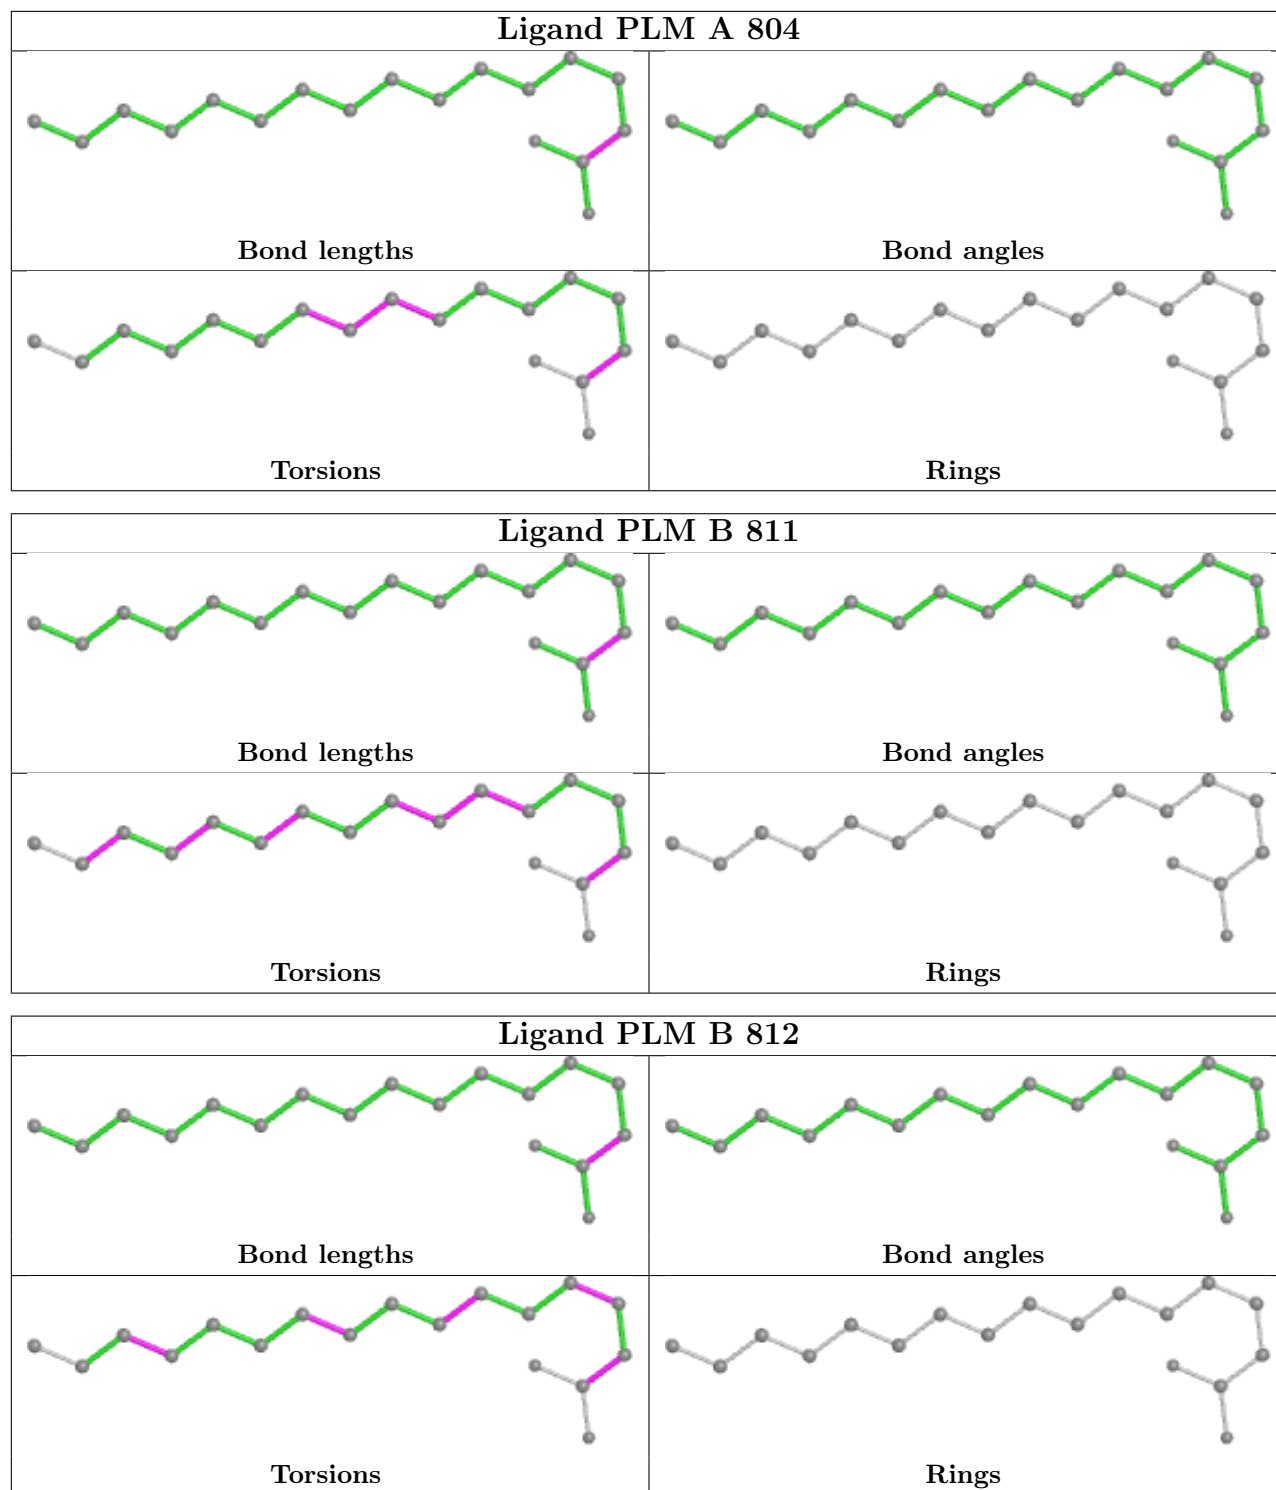 Ligand PLM A 804
Bond lengths
Bond angles
Torsions
Rings
Ligand PLM B 811
Bond lengths
Bond angles
Torsions
Rings
Ligand PLM B 812
Bond lengths
Bond angles
Torsions
Rings